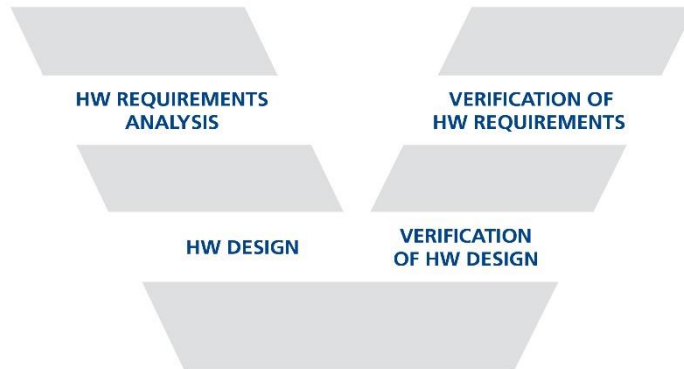 HW REQUIREMENTS
ANALYSIS
VERIFICATION OF
HW REQUIREMENTS
HW DESIGN
VERIFICATION
OF HW DESIGN